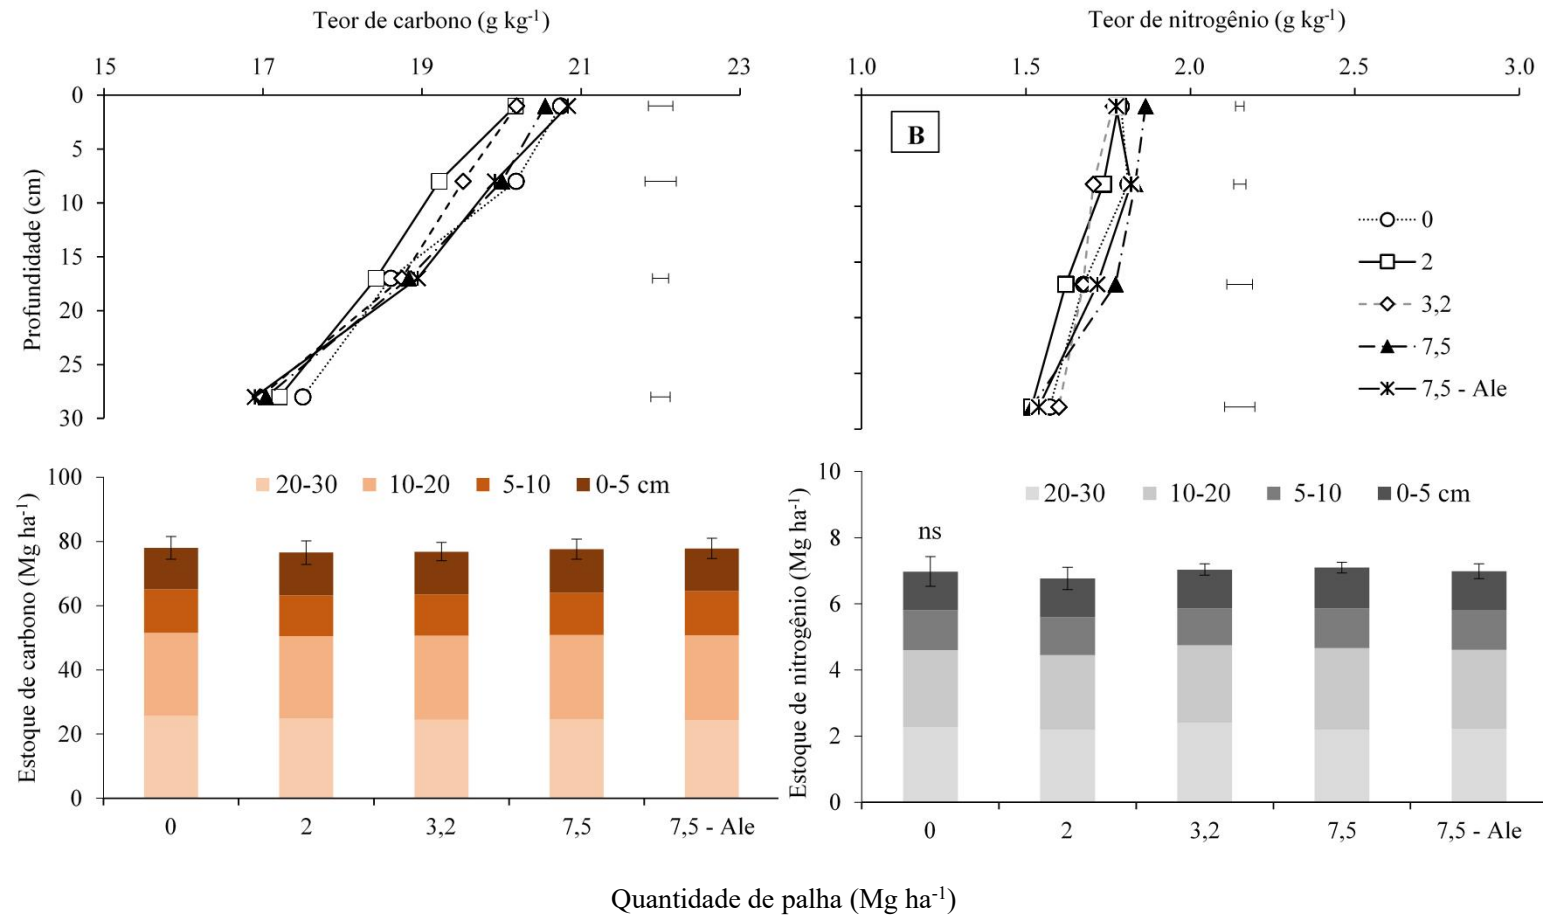 Teor de carbono (g kg⁻¹)
15 17 19 21 23
Profundidade (cm)
0
5
10
15
20
25
30
Teor de nitrogênio (g kg⁻¹)
1.0 1.5 2.0 2.5 3.0
B
0
2
3,2
7,5
7,5 - Ale
Estoque de carbono (Mg ha⁻¹)
100
80
60
40
20
0
20-30 10-20 5-10 0-5 cm
0 2 3,2 7,5 7,5 - Ale
Estoque de nitrogênio (Mg ha⁻¹)
10
8
6
4
2
0
20-30 10-20 5-10 0-5 cm
ns
0 2 3,2 7,5 7,5 - Ale
Quantidade de palha (Mg ha⁻¹)